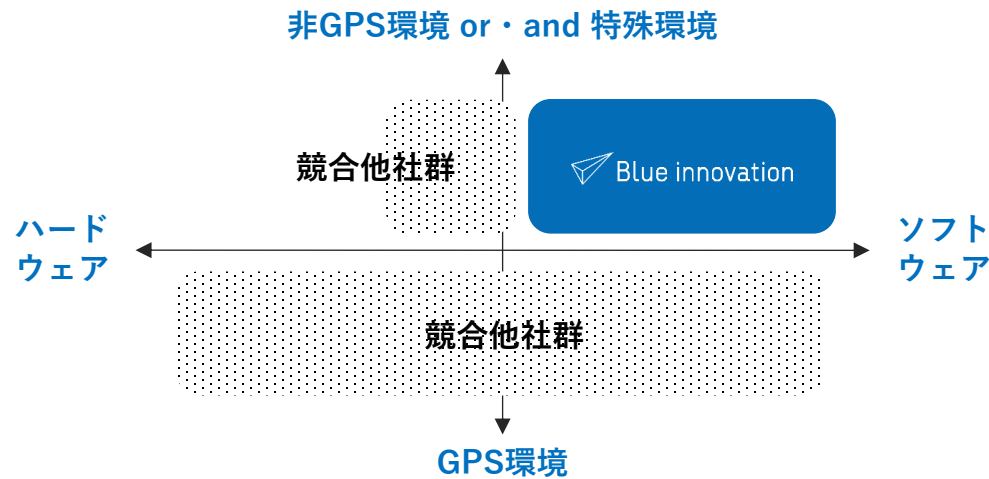 非GPS環境 or・and 特殊環境
競合他社群
Blue innovation
ハード
ウェア
ソフト
ウェア
競合他社群
GPS環境